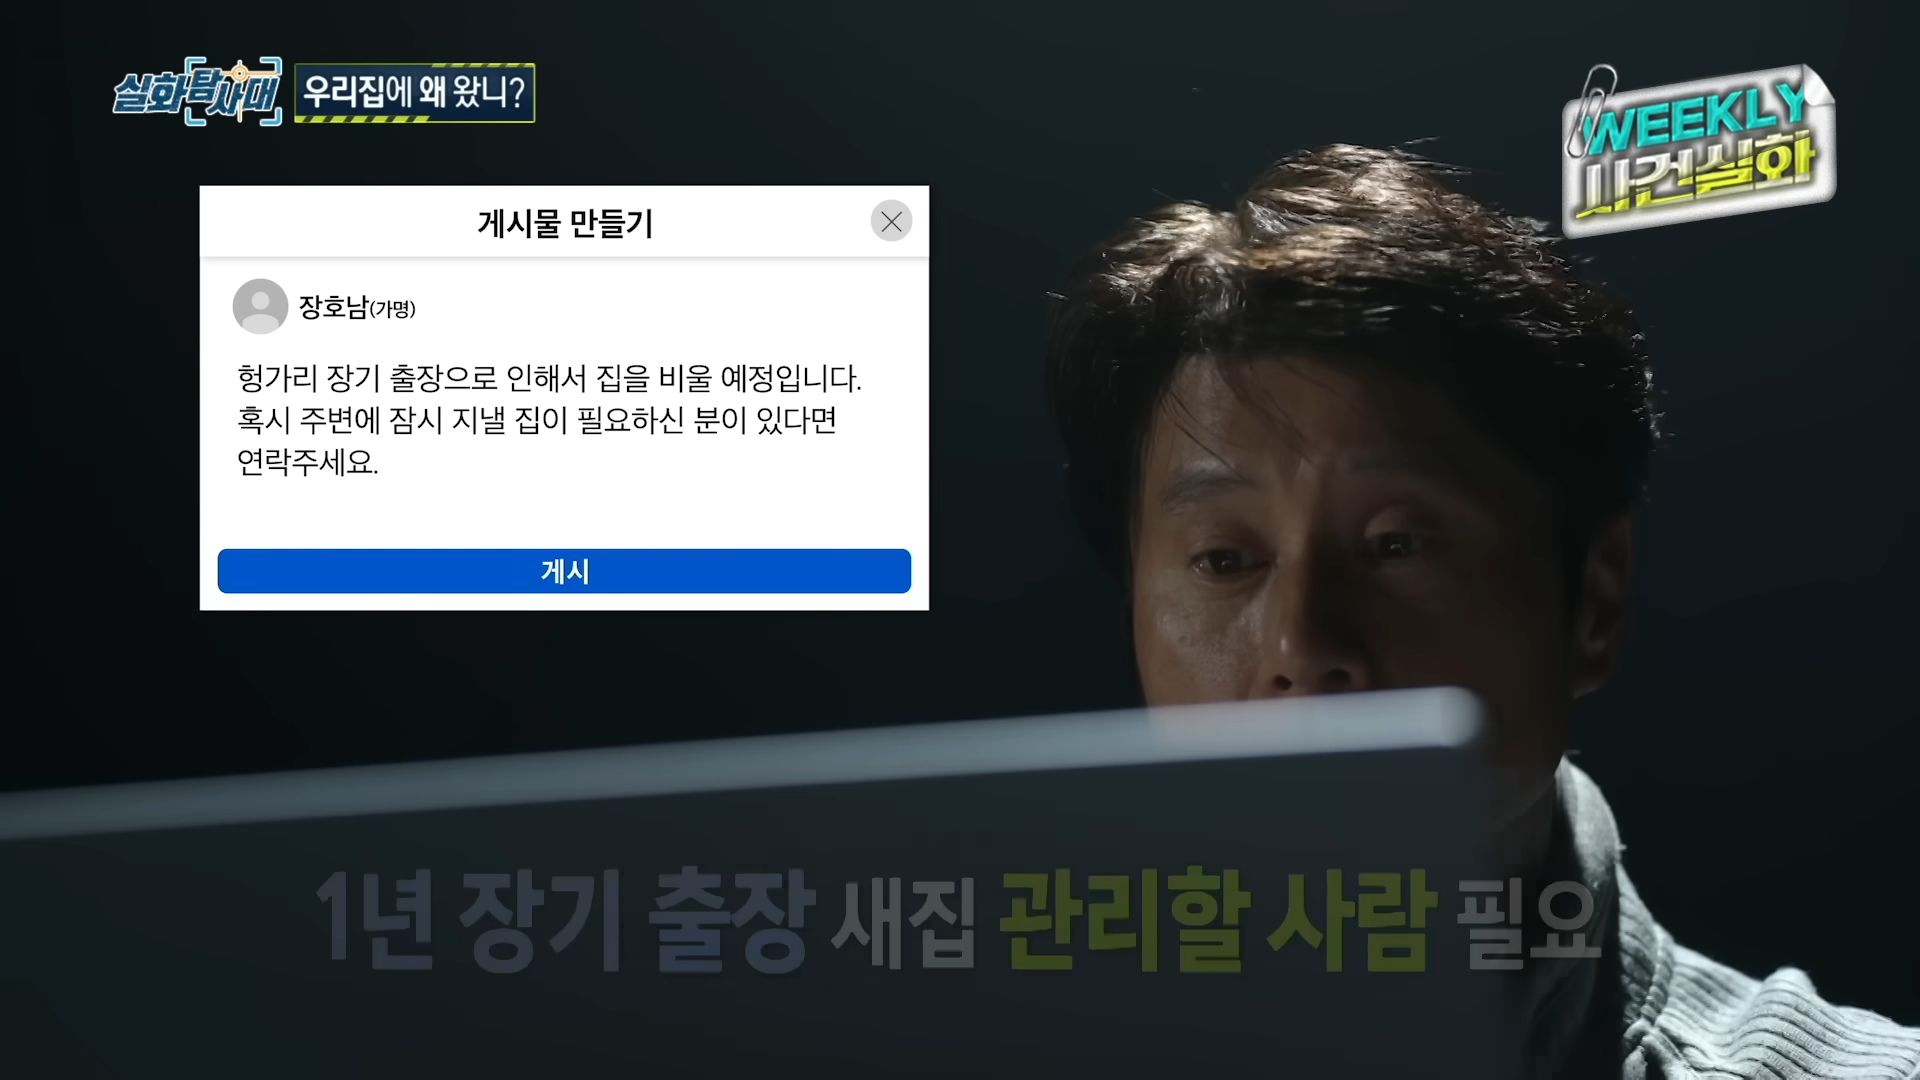 실화탐사대
우리집에 왜 왔니?
WEEKLY
사건실화
게시물 만들기
장호남(가명)
헝가리 장기 출장으로 인해서 집을 비울 예정입니다.
혹시 주변에 잠시 지낼 집이 필요하신 분이 있다면
연락주세요.
게시
1년 장기 출장 새집 관리할 사람 필요